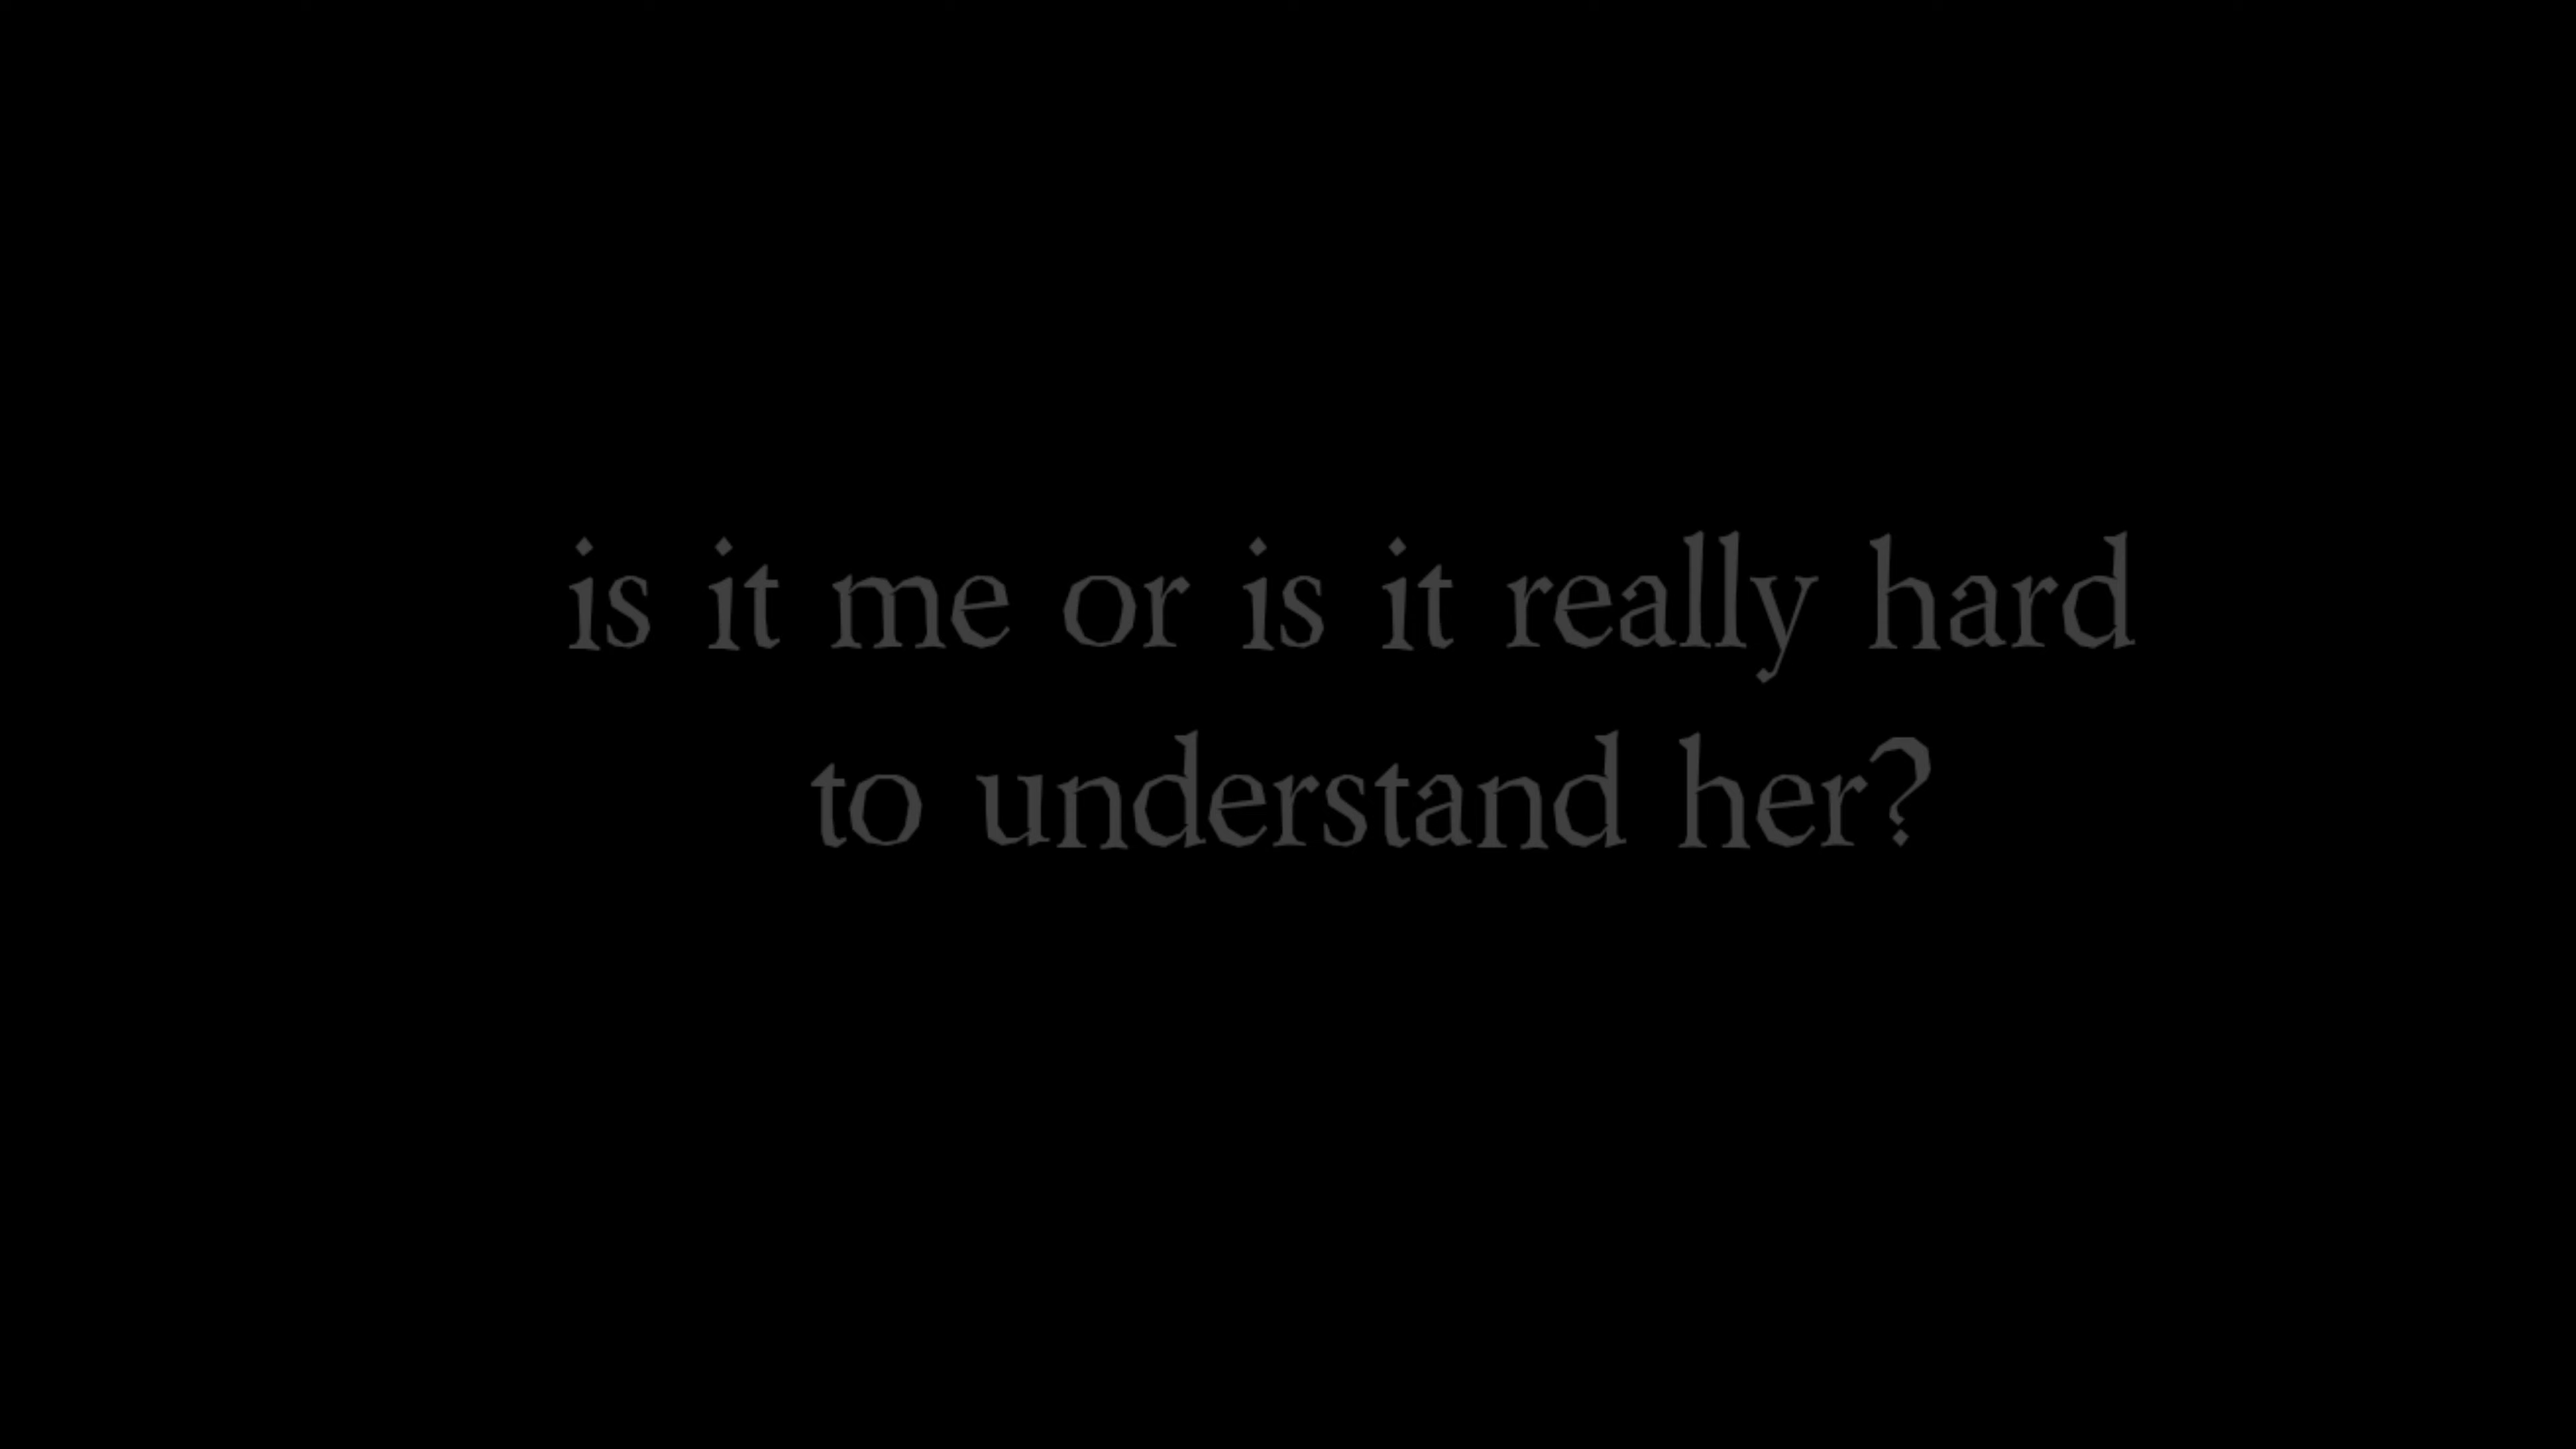 is it me or is it really hard
to understand her?